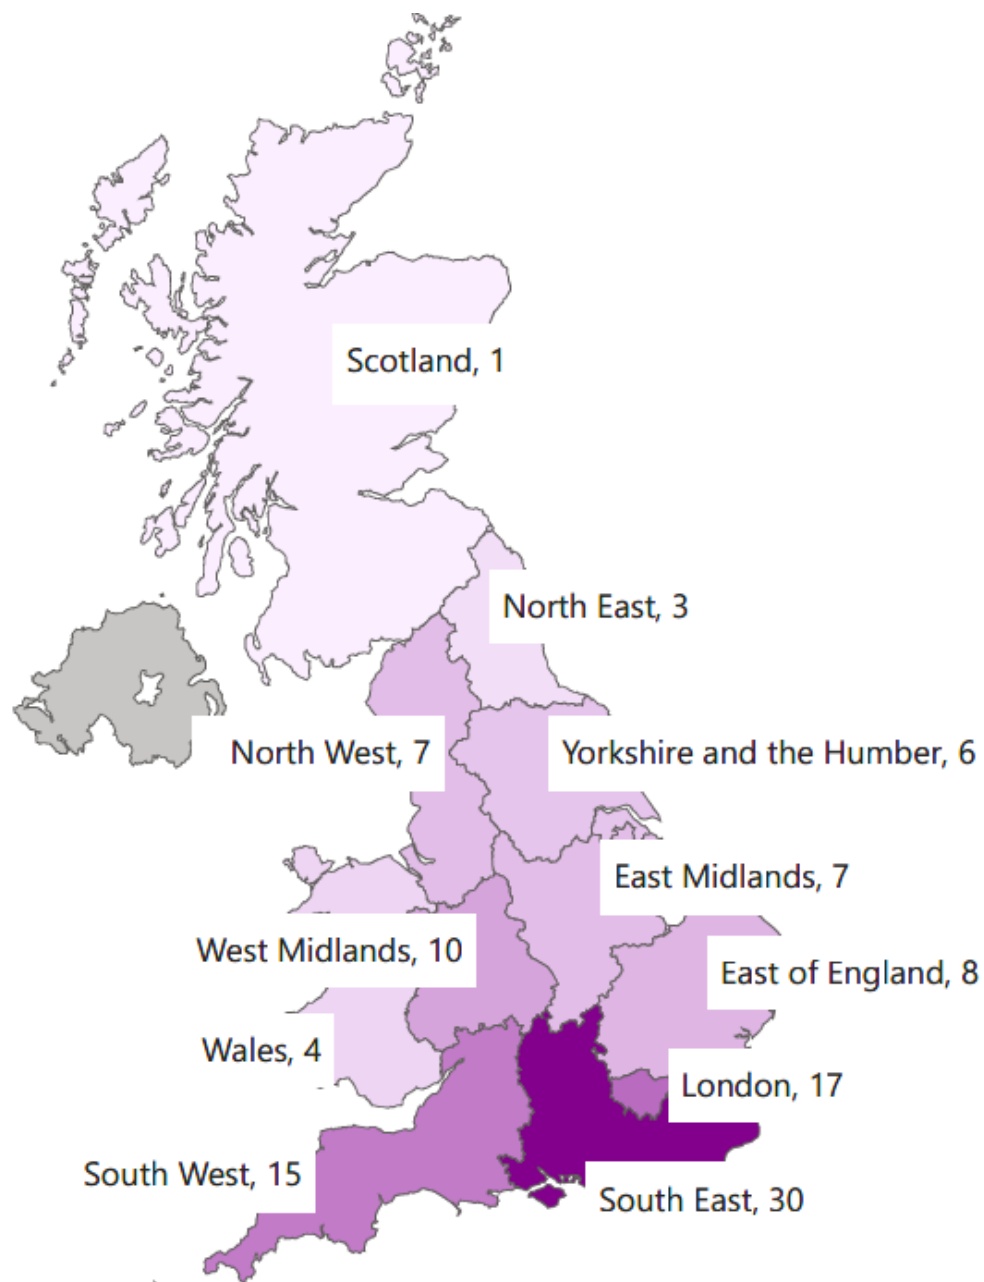 Scotland, 1
North East, 3
North West, 7
Yorkshire and the Humber, 6
East Midlands, 7
West Midlands, 10
East of England, 8
Wales, 4
London, 17
South West, 15
South East, 30